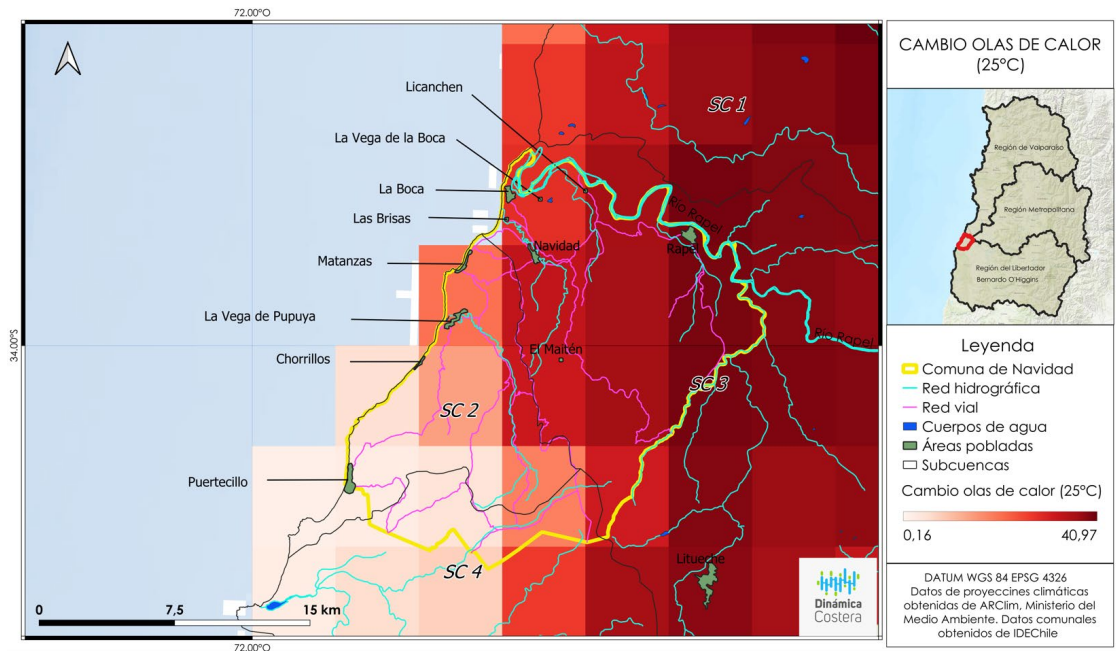 72.00°O
34.00°S
Licanchen
SC 1
La Vega de la Boca
La Boca
Las Brisas
Río Rapel
Navidad
Rapel
Matanzas
La Vega de Pupuya
Río Rapel
El Maitén
Chorrillos
SC 3
SC 2
Puertecillo
SC 4
Litueche
0 7,5 15 km
72.00°O
Dinámica
Costera
CAMBIO OLAS DE CALOR
(25°C)
Región de Valparaíso
Región Metropolitana
Región del Libertador
Bernardo O'Higgins
Leyenda
Comuna de Navidad
Red hidrográfica
Red vial
Cuerpos de agua
Áreas pobladas
Subcuencas
Cambio olas de calor (25°C)
0,16 40,97
DATUM WGS 84 EPSG 4326
Datos de proyeccines climáticas
obtenidas de ARClim, Ministerio del
Medio Ambiente. Datos comunales
obtenidos de IDEChile